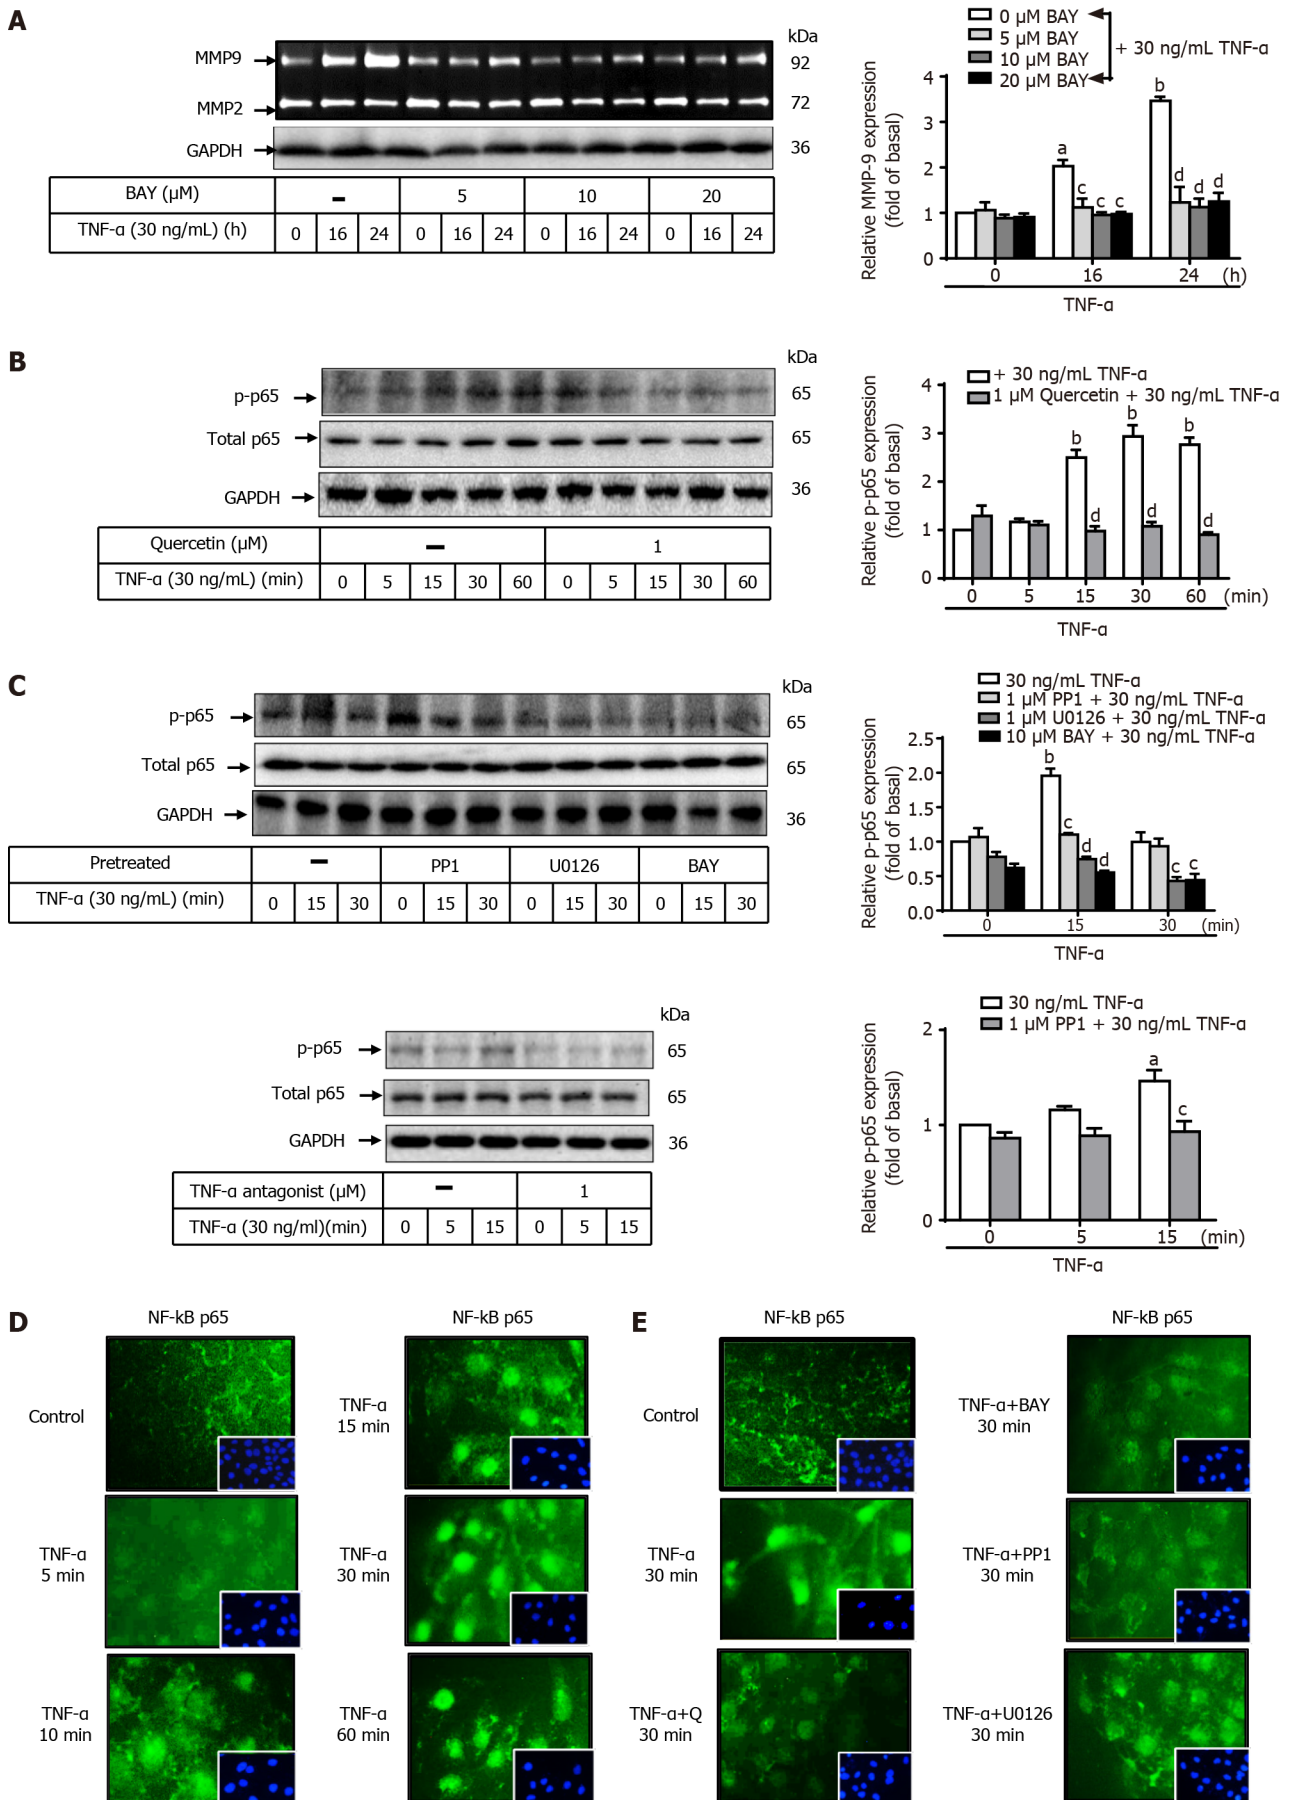 A
kDa
MMP9
92
MMP2
72
GAPDH
36
BAY (µM)
–
5
10
20
TNF-ɑ (30 ng/mL) (h)
0
16
24
0
16
24
0
16
24
0
16
24
0 µM BAY
5 µM BAY
10 µM BAY
20 µM BAY
+ 30 ng/mL TNF-ɑ
Relative MMP-9 expression
(fold of basal)
4
3
2
1
0
a
c
c
c
b
d
d
d
0
16
24
(h)
TNF-ɑ
B
kDa
p-p65
65
Total p65
65
GAPDH
36
Quercetin (µM)
–
1
TNF-ɑ (30 ng/mL) (min)
0
5
15
30
60
0
5
15
30
60
+ 30 ng/mL TNF-ɑ
1 µM Quercetin + 30 ng/mL TNF-ɑ
Relative p-p65 expression
(fold of basal)
4
3
2
1
0
b
d
b
d
b
d
0
5
15
30
60
(min)
TNF-ɑ
C
kDa
p-p65
65
Total p65
65
GAPDH
36
Pretreated
–
PP1
U0126
BAY
TNF-ɑ (30 ng/mL) (min)
0
15
30
0
15
30
0
15
30
0
15
30
30 ng/mL TNF-ɑ
1 µM PP1 + 30 ng/mL TNF-ɑ
1 µM U0126 + 30 ng/mL TNF-ɑ
10 µM BAY + 30 ng/mL TNF-ɑ
Relative p-p65 expression
(fold of basal)
2.5
2.0
1.5
1.0
0.5
0.0
b
c
d
d
c
c
0
15
30
(min)
TNF-ɑ
kDa
p-p65
65
Total p65
65
GAPDH
36
TNF-ɑ antagonist (µM)
–
1
TNF-ɑ (30 ng/ml)(min)
0
5
15
0
5
15
30 ng/mL TNF-ɑ
1 µM PP1 + 30 ng/mL TNF-ɑ
Relative p-p65 expression
(fold of basal)
2
1
0
a
c
0
5
15
(min)
TNF-ɑ
D
NF-kB p65
NF-kB p65
Control
TNF-ɑ
15 min
TNF-ɑ
5 min
TNF-ɑ
30 min
TNF-ɑ
10 min
TNF-ɑ
60 min
E
NF-kB p65
NF-kB p65
Control
TNF-ɑ+BAY
30 min
TNF-ɑ
30 min
TNF-ɑ+PP1
30 min
TNF-ɑ+Q
30 min
TNF-ɑ+U0126
30 min